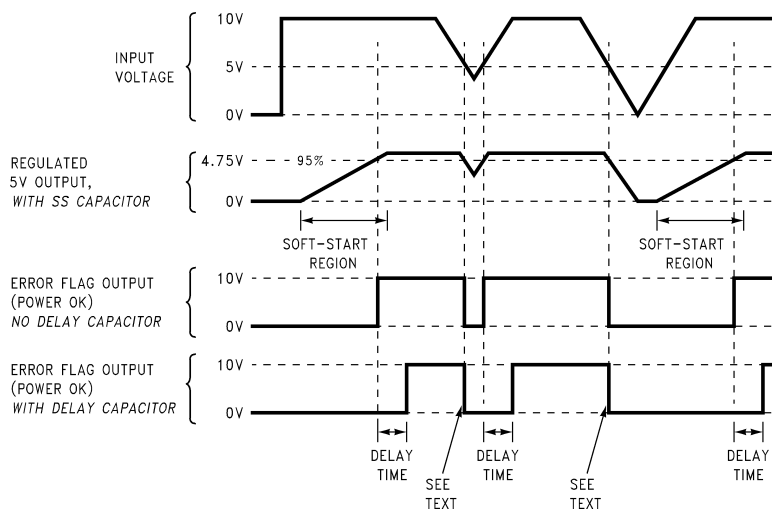 10V
INPUT
VOLTAGE
5V
0V
REGULATED
5V OUTPUT,
WITH SS CAPACITOR
4.75V
95%
0V
SOFT-START
REGION
SOFT-START
REGION
ERROR FLAG OUTPUT
(POWER OK)
NO DELAY CAPACITOR
10V
0V
ERROR FLAG OUTPUT
(POWER OK)
WITH DELAY CAPACITOR
10V
0V
DELAY
TIME
SEE
TEXT
DELAY
TIME
SEE
TEXT
DELAY
TIME